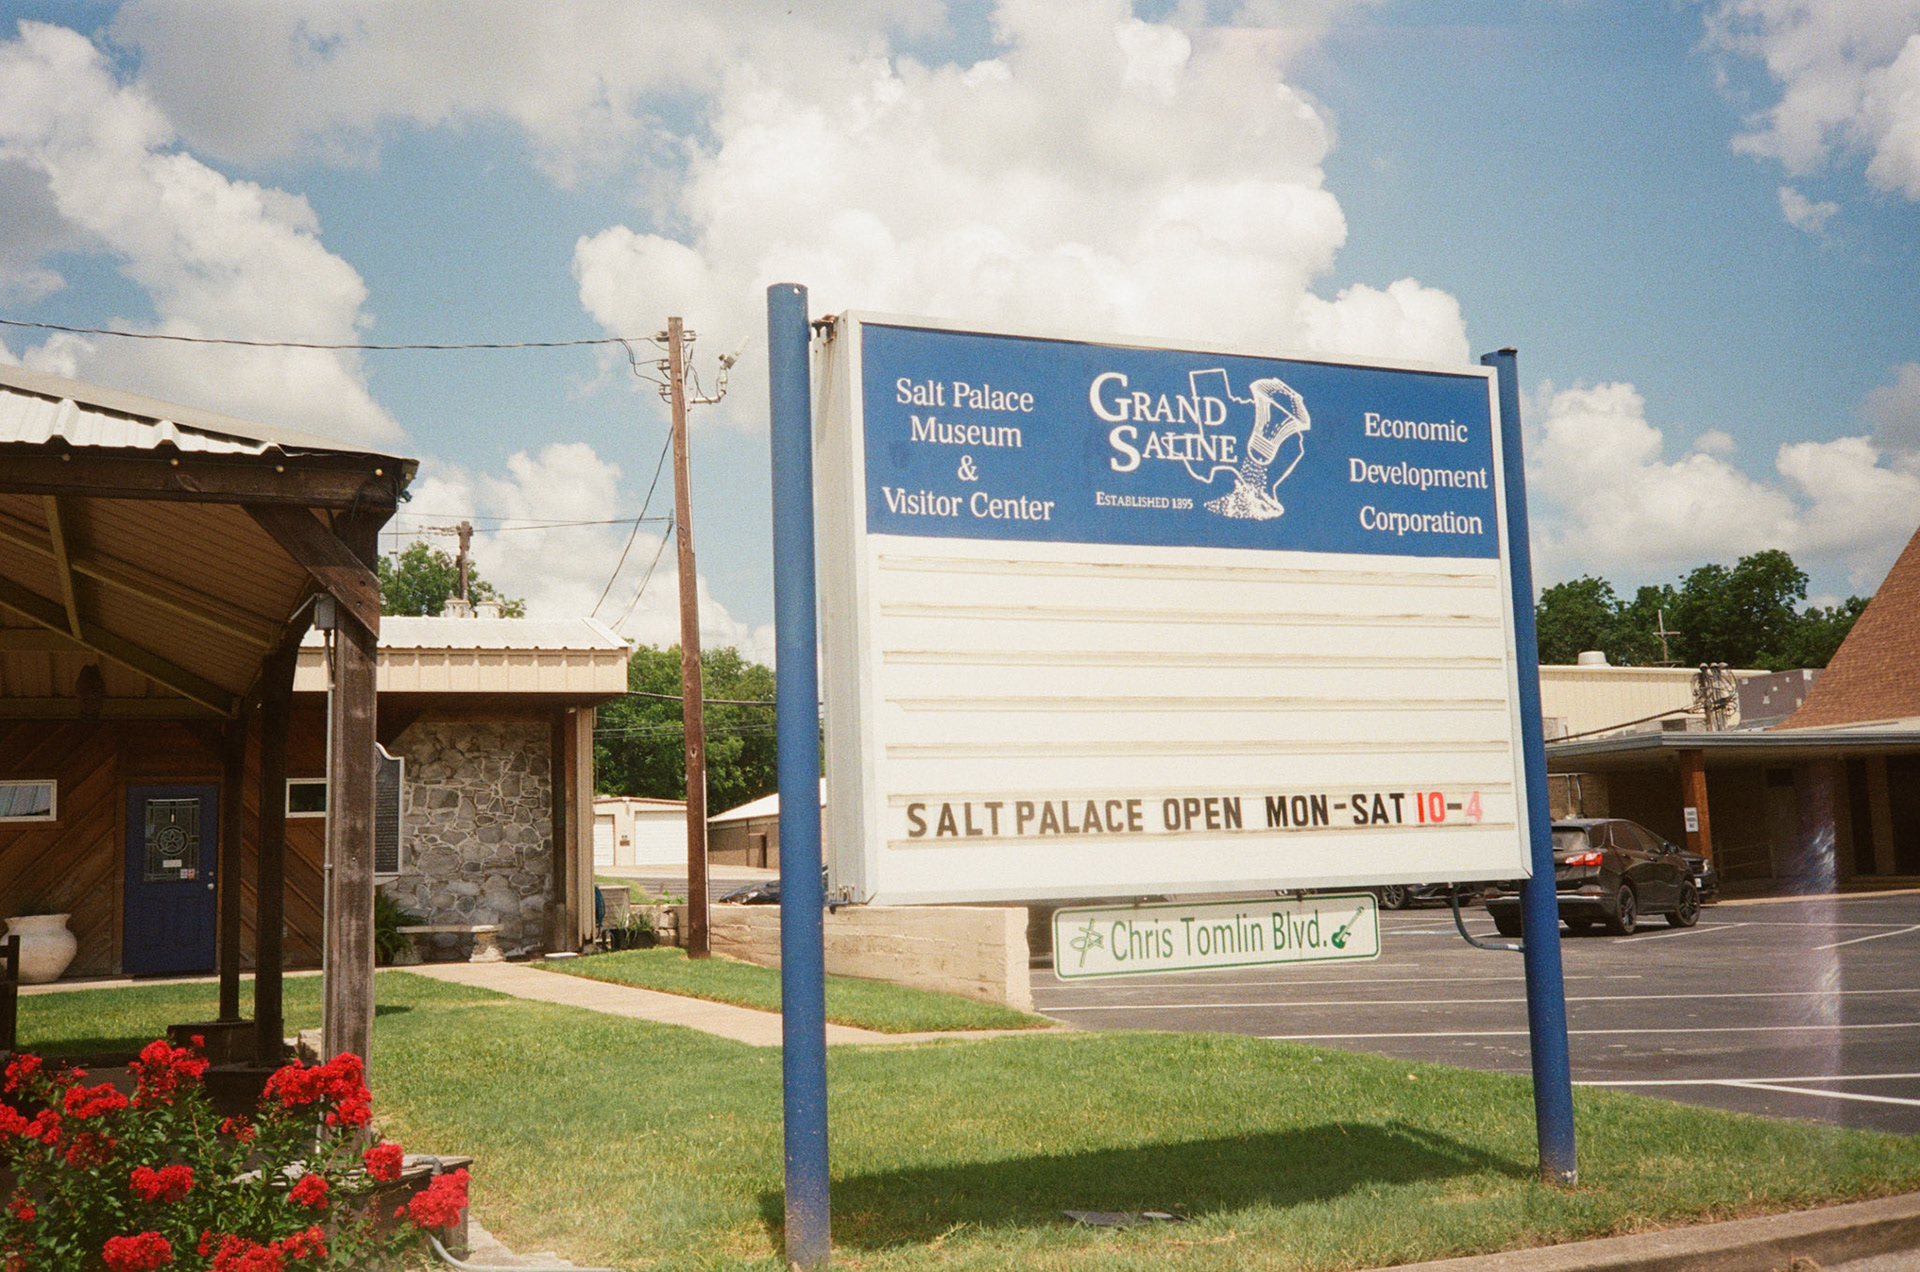 Salt Palace
Museum
&
Visitor Center
GRAND
SALINE
ESTABLISHED 1895
Economic
Development
Corporation
SALT PALACE OPEN MON-SAT 10-4
Chris Tomlin Blvd.